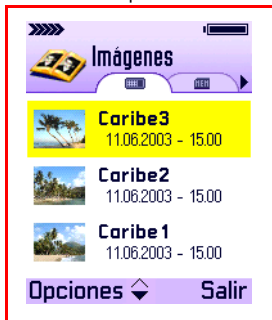 Imágenes
MEM
Caribe3
11.06.2003 - 15.00
Caribe2
11.06.2003 - 15.00
Caribe1
11.06.2003 - 15.00
Opciones Salir